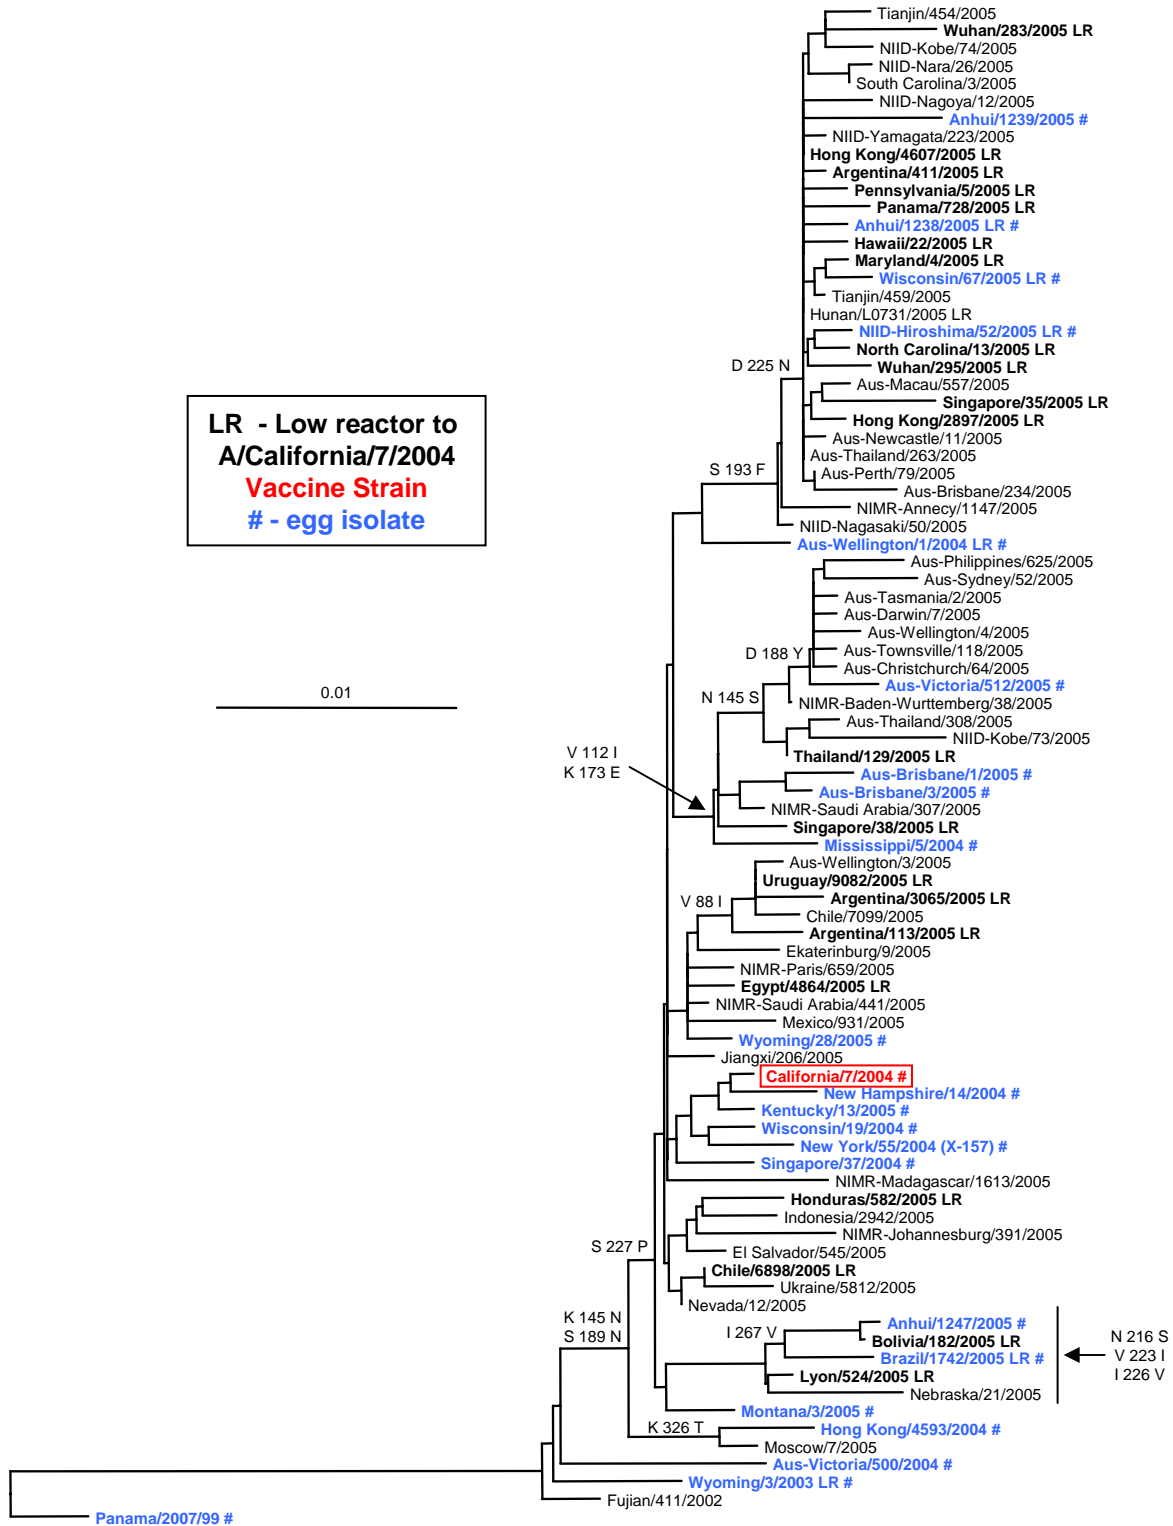 Tianjin/454/2005
Wuhan/283/2005 LR
NIID-Kobe/74/2005
NIID-Nara/26/2005
South Carolina/3/2005
NIID-Nagoya/12/2005
Anhui/1239/2005 #
NIID-Yamagata/223/2005
Hong Kong/4607/2005 LR
Argentina/411/2005 LR
Pennsylvania/5/2005 LR
Panama/728/2005 LR
Anhui/1238/2005 LR #
Hawaii/22/2005 LR
Maryland/4/2005 LR
Wisconsin/67/2005 LR #
Tianjin/459/2005
Hunan/L0731/2005 LR
NIID-Hiroshima/52/2005 LR #
North Carolina/13/2005 LR
D 225 N
Wuhan/295/2005 LR
Aus-Macau/557/2005
Singapore/35/2005 LR
Hong Kong/2897/2005 LR
Aus-Newcastle/11/2005
Aus-Thailand/263/2005
S 193 F
Aus-Perth/79/2005
Aus-Brisbane/234/2005
NIMR-Annecy/1147/2005
NIID-Nagasaki/50/2005
Aus-Wellington/1/2004 LR #
LR - Low reactor to
A/California/7/2004
Vaccine Strain
# - egg isolate
Aus-Philippines/625/2005
Aus-Sydney/52/2005
Aus-Tasmania/2/2005
Aus-Darwin/7/2005
Aus-Wellington/4/2005
D 188 Y
Aus-Townsville/118/2005
Aus-Christchurch/64/2005
Aus-Victoria/512/2005 #
0.01
N 145 S
NIMR-Baden-Wurttemberg/38/2005
Aus-Thailand/308/2005
NIID-Kobe/73/2005
V 112 I
K 173 E
Thailand/129/2005 LR
Aus-Brisbane/1/2005 #
Aus-Brisbane/3/2005 #
NIMR-Saudi Arabia/307/2005
Singapore/38/2005 LR
Mississippi/5/2004 #
Aus-Wellington/3/2005
Uruguay/9082/2005 LR
V 88 I
Argentina/3065/2005 LR
Chile/7099/2005
Argentina/113/2005 LR
Ekaterinburg/9/2005
NIMR-Paris/659/2005
Egypt/4864/2005 LR
NIMR-Saudi Arabia/441/2005
Mexico/931/2005
Wyoming/28/2005 #
Jiangxi/206/2005
California/7/2004 #
New Hampshire/14/2004 #
Kentucky/13/2005 #
Wisconsin/19/2004 #
New York/55/2004 (X-157) #
Singapore/37/2004 #
NIMR-Madagascar/1613/2005
Honduras/582/2005 LR
Indonesia/2942/2005
NIMR-Johannesburg/391/2005
S 227 P
El Salvador/545/2005
Chile/6898/2005 LR
Ukraine/5812/2005
Nevada/12/2005
K 145 N
S 189 N
I 267 V
Anhui/1247/2005 #
Bolivia/182/2005 LR
Brazil/1742/2005 LR #
N 216 S
V 223 I
I 226 V
Lyon/524/2005 LR
Nebraska/21/2005
Montana/3/2005 #
K 326 T
Hong Kong/4593/2004 #
Moscow/7/2005
Aus-Victoria/500/2004 #
Wyoming/3/2003 LR #
Fujian/411/2002
Panama/2007/99 #